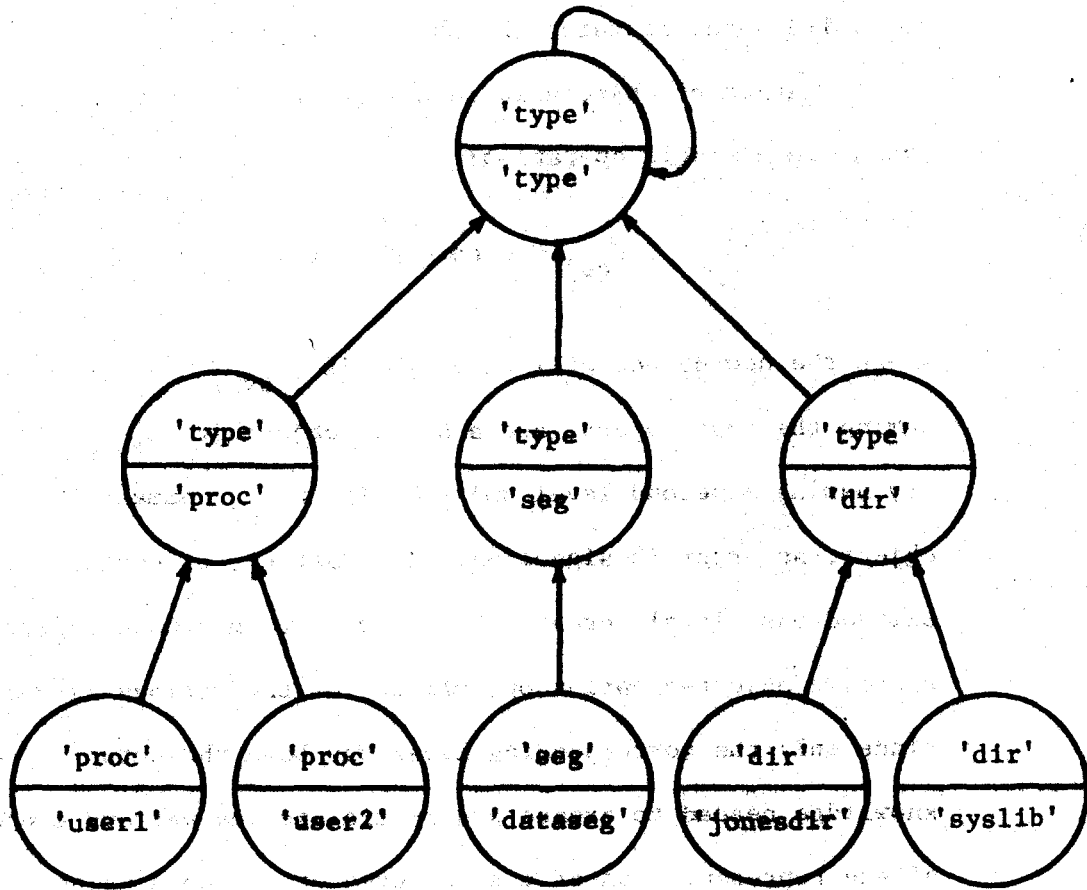 'type'
'type'
'type'
'proc'
'type'
'seg'
'type'
'dir'
'proc'
'user1'
'proc'
'user2'
'seg'
'dataseg'
'dir'
'jonesdir'
'dir'
'syslib'